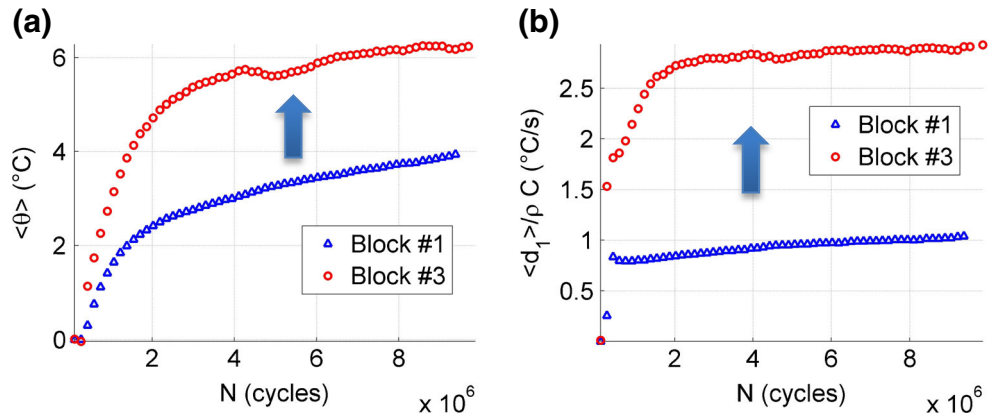 (a)
6
4
2
0
<θ> (°C)
Block #1
Block #3
2
4
6
8
N (cycles)
x 10^6
(b)
2.5
2
1.5
1
0.5
<d_1>/ρ C (°C/s)
Block #1
Block #3
2
4
6
8
N (cycles)
x 10^6